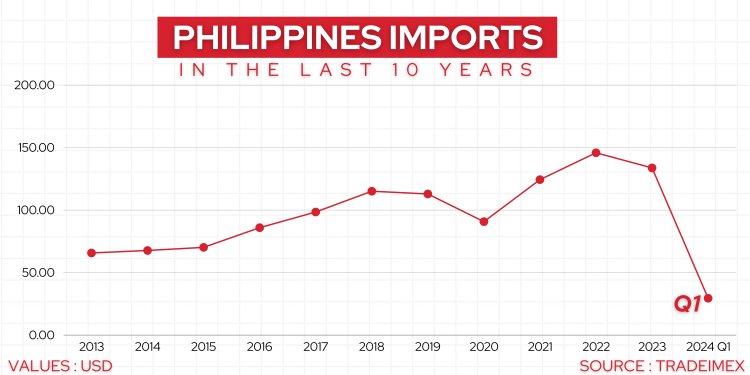 PHILIPPINES IMPORTS
IN THE LAST 10 YEARS
200.00
150.00
100.00
50.00
0.00
Q1
2013 2014 2015 2016 2017 2018 2019 2020 2021 2022 2023 2024 Q1
VALUES : USD SOURCE : TRADEIMEX